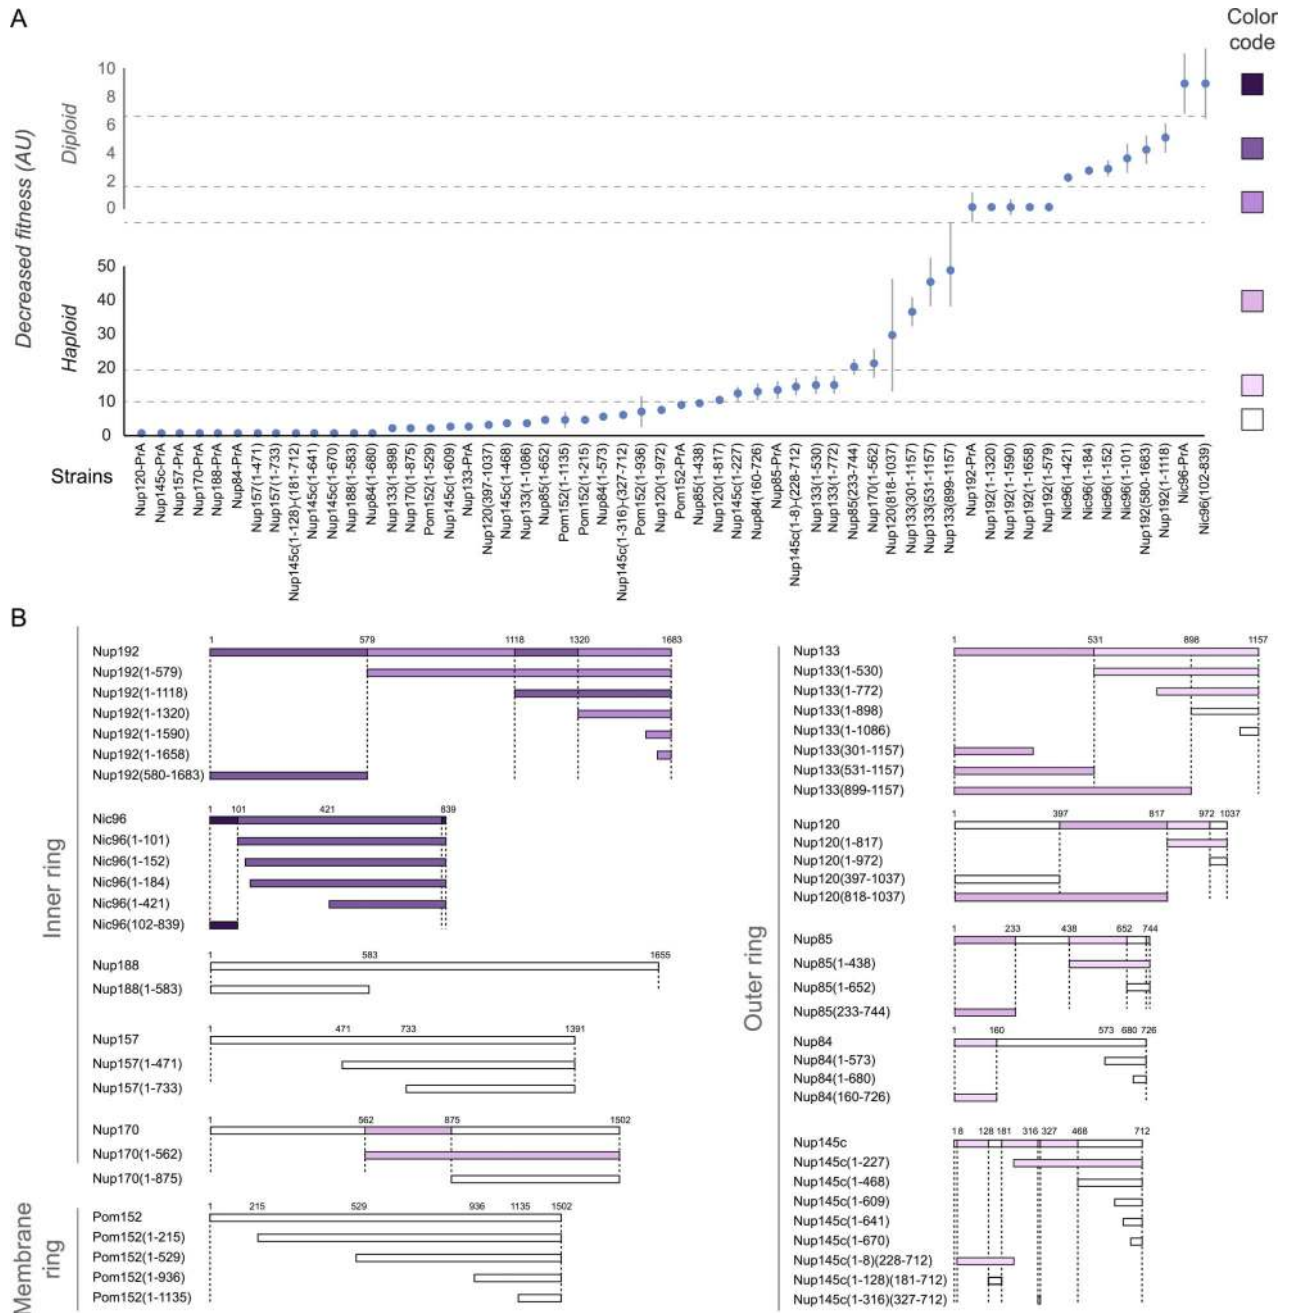 A
Color
code
Decreased fitness (AU)
Diploid
10
8
6
4
2
0
Haploid
50
40
30
20
10
0
Strains
Nup120-PrA
Nup145c-PrA
Nup157-PrA
Nup170-PrA
Nup188-PrA
Nup84-PrA
Nup157(1-471)
Nup157(1-733)
Nup145c(1-128)-(181-712)
Nup145c(1-641)
Nup145c(1-670)
Nup188(1-583)
Nup84(1-680)
Nup133(1-898)
Nup170(1-875)
Pom152(1-529)
Nup145c(1-609)
Nup133-PrA
Nup120(397-1037)
Nup145c(1-468)
Nup133(1-1086)
Nup85(1-652)
Pom152(1-1135)
Pom152(1-215)
Nup84(1-573)
Nup145c(1-316)-(327-712)
Pom152(1-936)
Nup120(1-972)
Pom152-PrA
Nup85(1-438)
Nup120(1-817)
Nup145c(1-227)
Nup84(160-726)
Nup85-PrA
Nup145c(1-8)-(228-712)
Nup133(1-530)
Nup133(1-772)
Nup85(233-744)
Nup170(1-562)
Nup120(818-1037)
Nup133(301-1157)
Nup133(531-1157)
Nup133(899-1157)
Nup192-PrA
Nup192(1-1320)
Nup192(1-1590)
Nup192(1-1658)
Nup192(1-579)
Nic96(1-421)
Nic96(1-184)
Nic96(1-152)
Nic96(1-101)
Nup192(580-1683)
Nup192(1-1118)
Nic96-PrA
Nic96(102-839)
B
Inner ring
1 579 1118 1320 1683
Nup192
Nup192(1-579)
Nup192(1-1118)
Nup192(1-1320)
Nup192(1-1590)
Nup192(1-1658)
Nup192(580-1683)
1 101 421 839
Nic96
Nic96(1-101)
Nic96(1-152)
Nic96(1-184)
Nic96(1-421)
Nic96(102-839)
1 583 1655
Nup188
Nup188(1-583)
1 471 733 1391
Nup157
Nup157(1-471)
Nup157(1-733)
1 562 875 1502
Nup170
Nup170(1-562)
Nup170(1-875)
Membrane
ring
1 215 529 936 1135 1502
Pom152
Pom152(1-215)
Pom152(1-529)
Pom152(1-936)
Pom152(1-1135)
Outer ring
1 531 898 1157
Nup133
Nup133(1-530)
Nup133(1-772)
Nup133(1-898)
Nup133(1-1086)
Nup133(301-1157)
Nup133(531-1157)
Nup133(899-1157)
1 397 817 972 1037
Nup120
Nup120(1-817)
Nup120(1-972)
Nup120(397-1037)
Nup120(818-1037)
1 233 438 652 744
Nup85
Nup85(1-438)
Nup85(1-652)
Nup85(233-744)
1 160 573 680 726
Nup84
Nup84(1-573)
Nup84(1-680)
Nup84(160-726)
1 8 128 181 316 327 468 712
Nup145c
Nup145c(1-227)
Nup145c(1-468)
Nup145c(1-609)
Nup145c(1-641)
Nup145c(1-670)
Nup145c(1-8)(228-712)
Nup145c(1-128)(181-712)
Nup145c(1-316)(327-712)